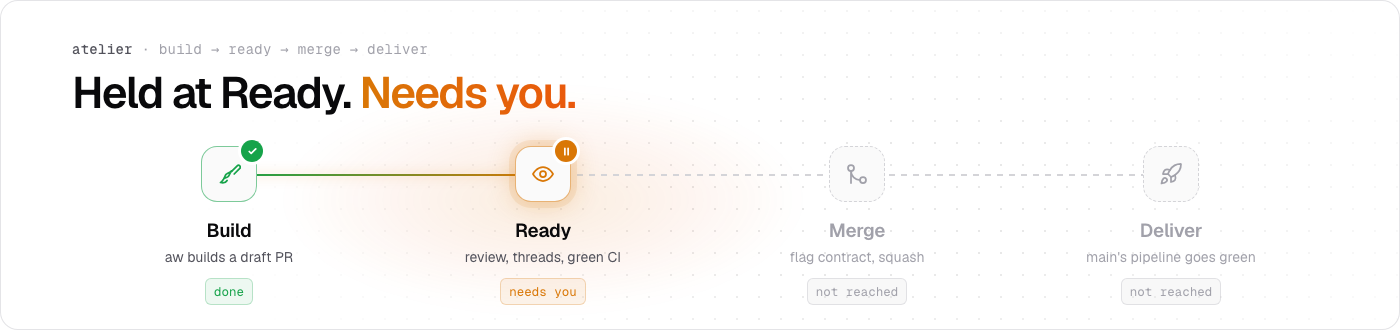 atelier · build → ready → merge → deliver
Held at Ready. Needs you.
Build
aw builds a draft PR
done
Ready
review, threads, green CI
needs you
Merge
flag contract, squash
not reached
Deliver
main's pipeline goes green
not reached